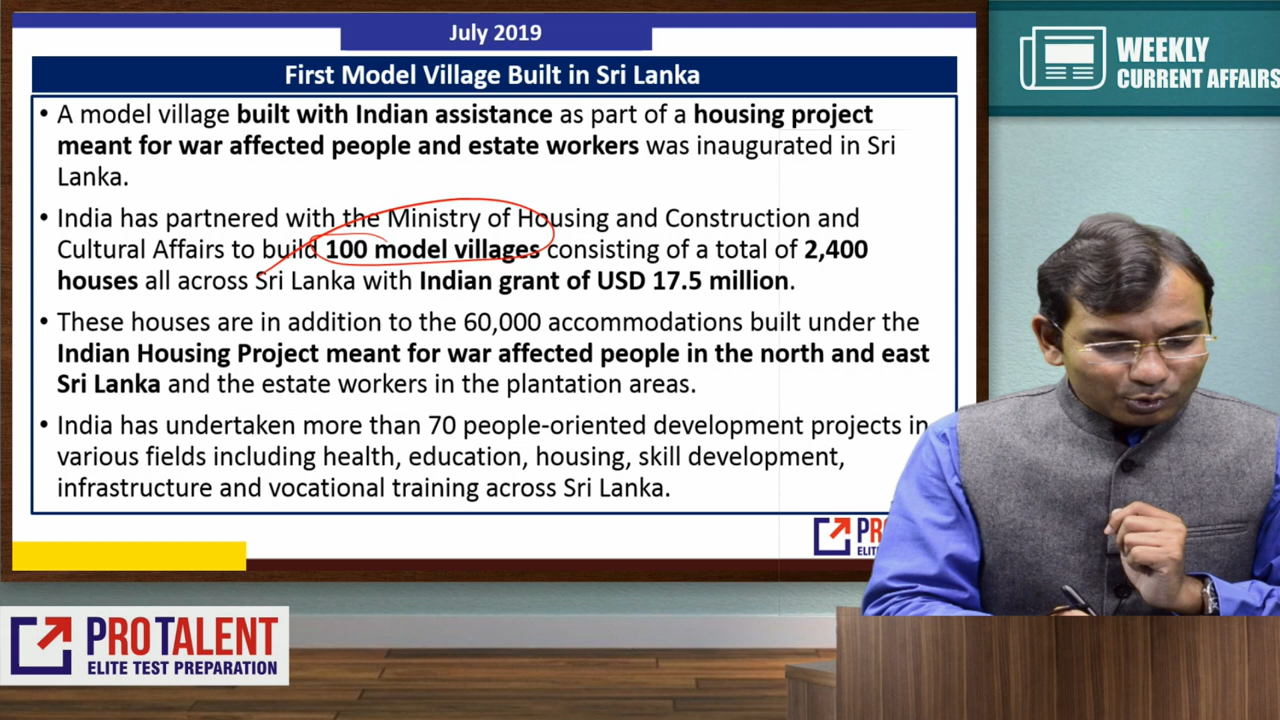 July 2019
First Model Village Built in Sri Lanka
• A model village built with Indian assistance as part of a housing project
meant for war affected people and estate workers was inaugurated in Sri
Lanka.
• India has partnered with the Ministry of Housing and Construction and
Cultural Affairs to build 100 model villages consisting of a total of 2,400
houses all across Sri Lanka with Indian grant of USD 17.5 million.
• These houses are in addition to the 60,000 accommodations built under the
Indian Housing Project meant for war affected people in the north and east
Sri Lanka and the estate workers in the plantation areas.
• India has undertaken more than 70 people-oriented development projects in
various fields including health, education, housing, skill development,
infrastructure and vocational training across Sri Lanka.
WEEKLY
CURRENT AFFAIRS
PRO TALENT
ELITE TEST PREPARATION